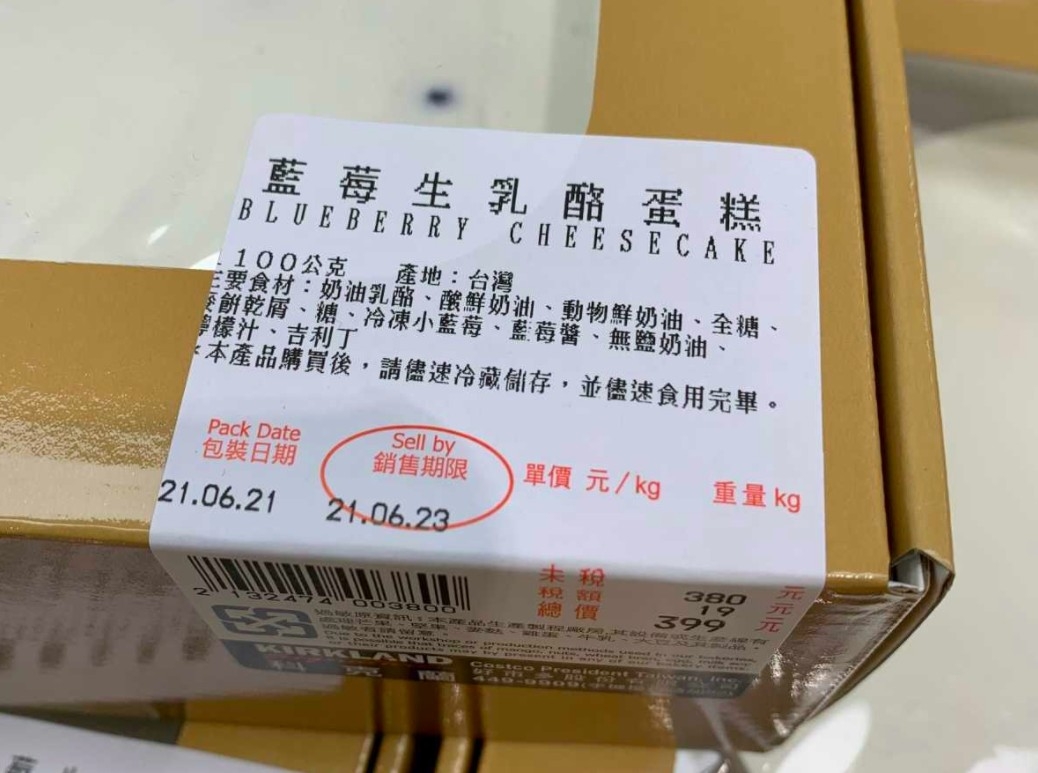 藍莓生乳酪蛋糕
BLUEBERRY CHEESECAKE
100公克 產地：台灣
要食材：奶油乳酪、酸鮮奶油、動物鮮奶油、全糖、
餅乾屑、糖、冷凍小藍莓、藍莓醬、無鹽奶油、
檬汁、吉利丁
本產品購買後，請儘速冷藏儲存，並儘速食用完畢。
Pack Date
包裝日期
Sell by
銷售期限
單價 元/kg
重量 kg
21.06.21
21.06.23
未稅 380 元
稅額 19 元
總價 399 元
2 132474 003800
KIRKLAND
Costco President Taiwan, Inc.